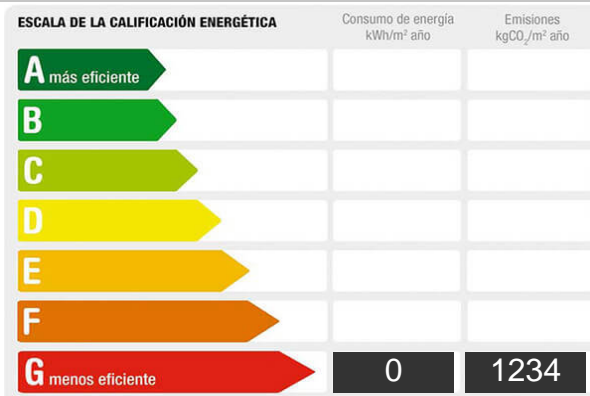 ESCALA DE LA CALIFICACIÓN ENERGÉTICA
Consumo de energía
kWh/m² año
Emisiones
kgCO₂/m² año
A más eficiente
B
C
D
E
F
G menos eficiente
0
1234